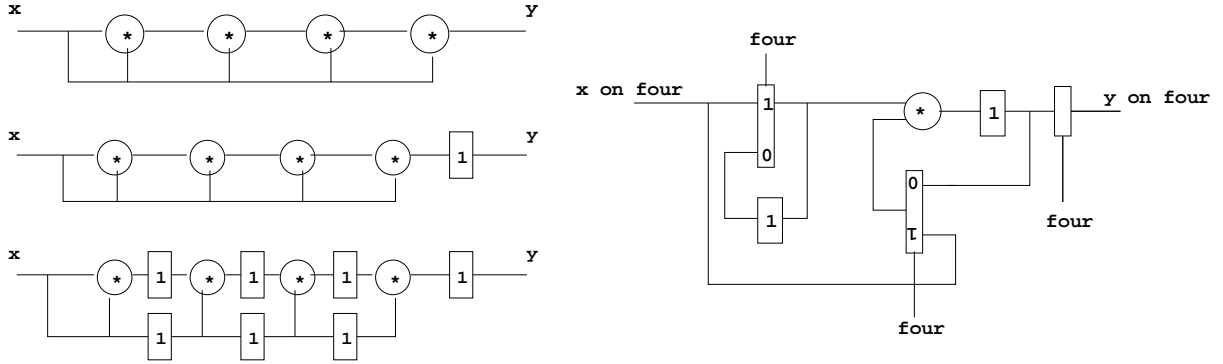 x y
* * * *
x y
* * * * 1
x y
* 1 * 1 * 1 * 1
1 1 1
four
x on four
1
0
1
* 1
y on four
0
1
four
four